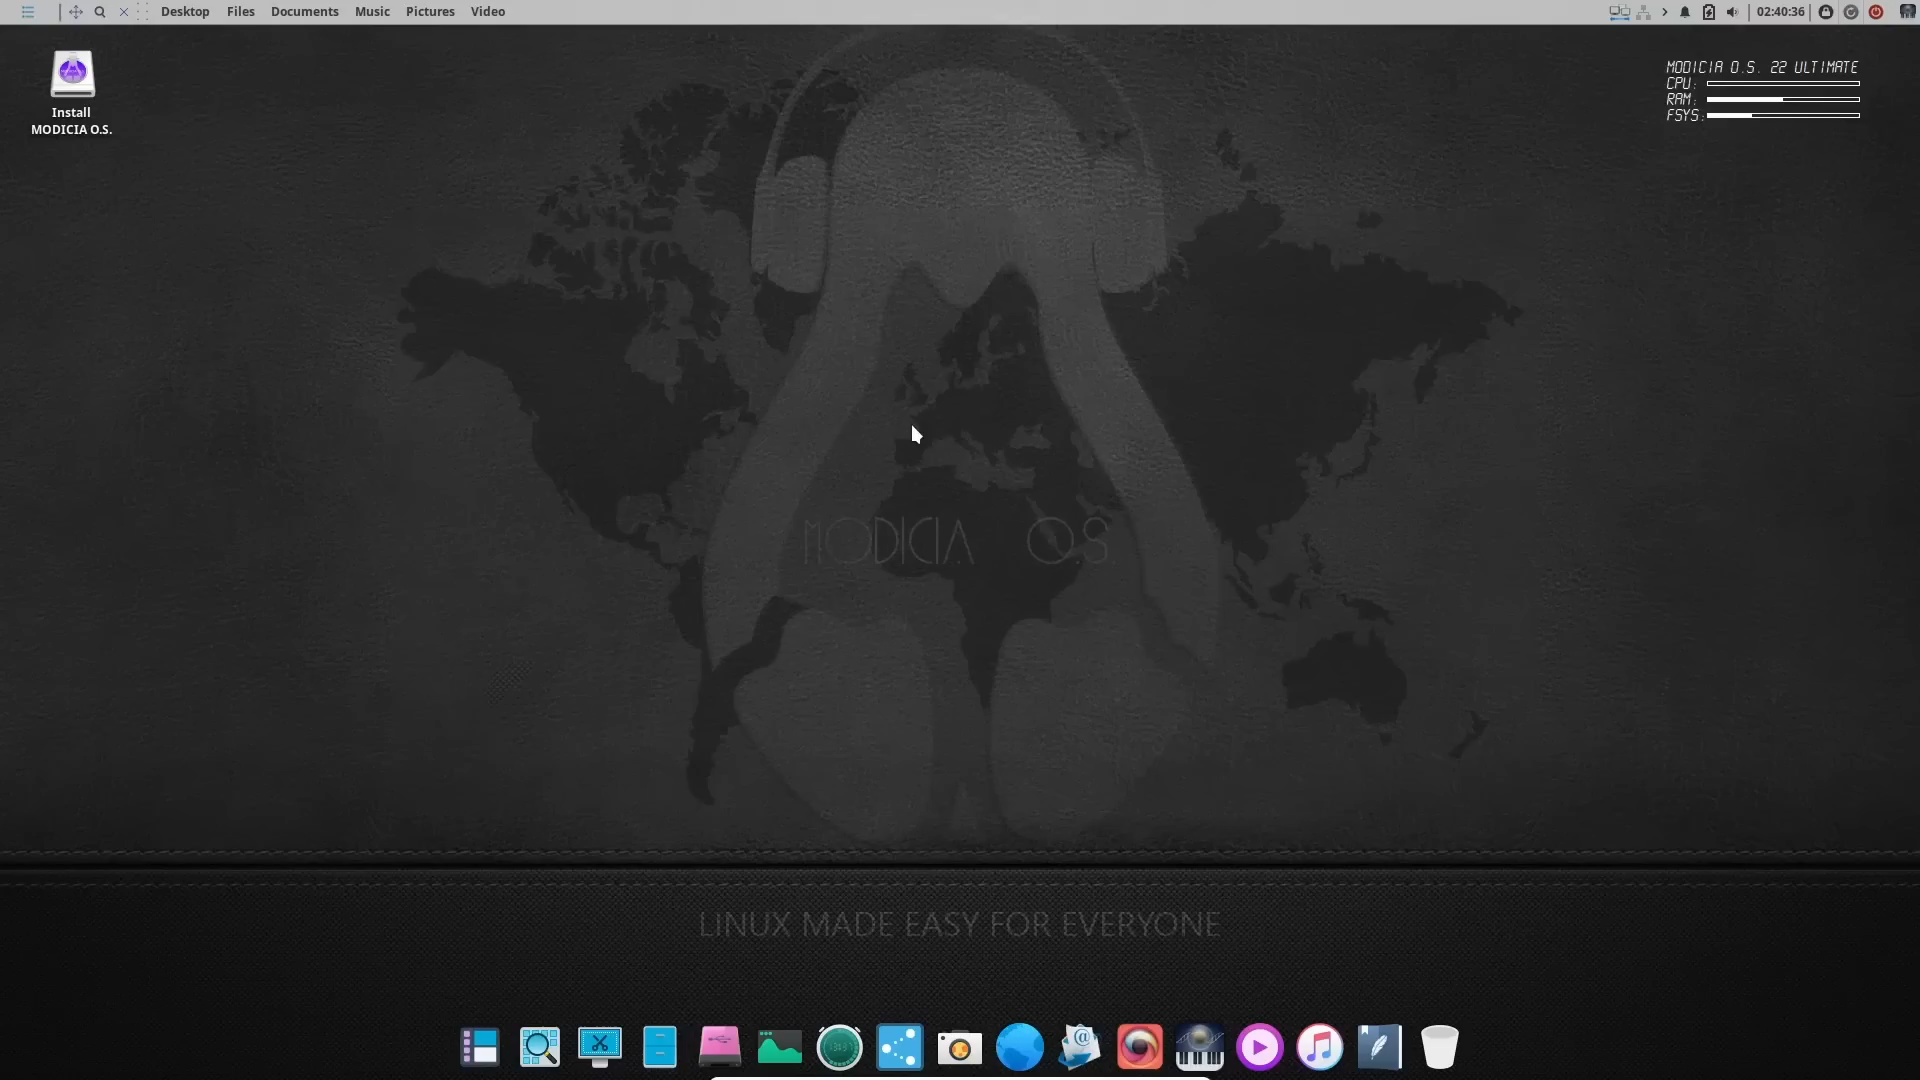 Desktop Files Documents Music Pictures Video 02:40:36
Install
MODICIA O.S.
MODICIA O.S. 22 ULTIMATE
CPU:
RAM:
FSYS:
MODICIA O.S.
LINUX MADE EASY FOR EVERYONE